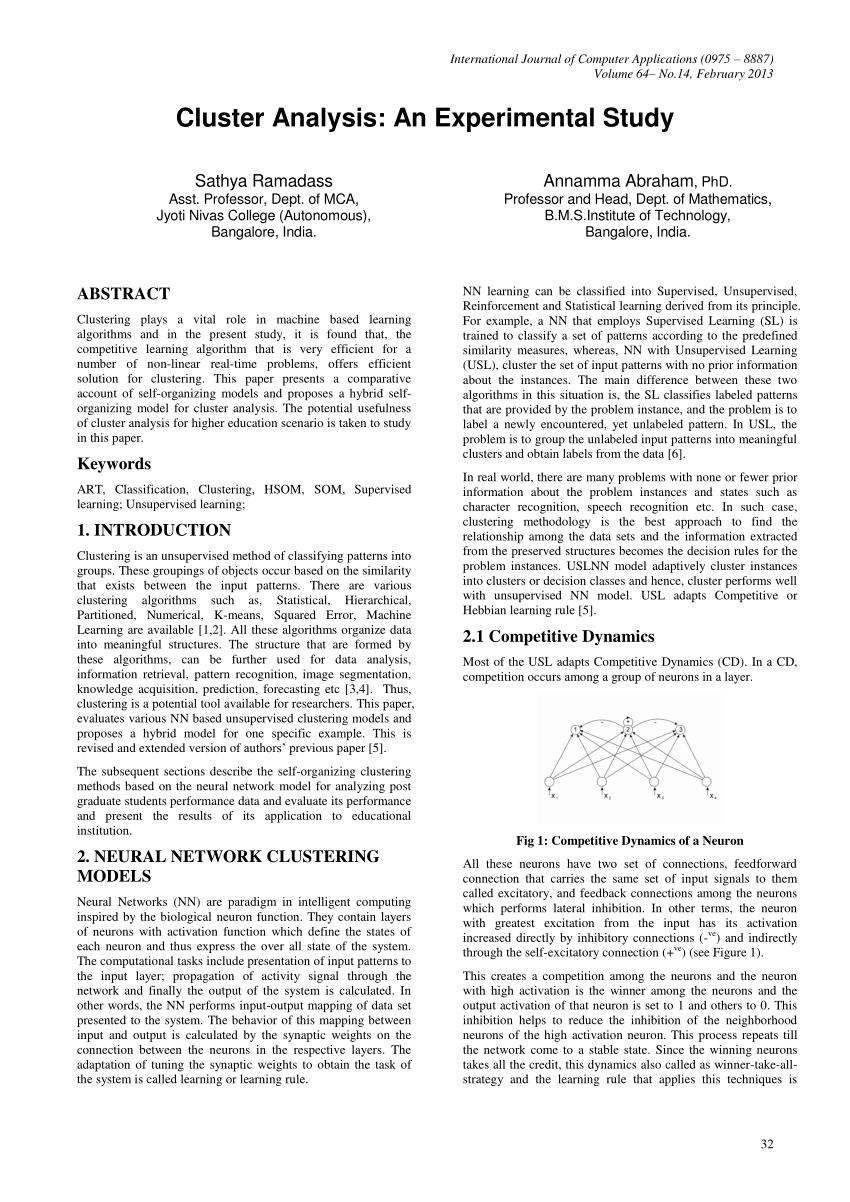 International Journal of Computer Applications (0975 – 8887)
Volume 64– No.14, February 2013
Cluster Analysis: An Experimental Study
Sathya Ramadass
Asst. Professor, Dept. of MCA,
Jyoti Nivas College (Autonomous),
Bangalore, India.
Annamma Abraham, PhD.
Professor and Head, Dept. of Mathematics,
B.M.S.Institute of Technology,
Bangalore, India.
ABSTRACT
Clustering plays a vital role in machine based learning
algorithms and in the present study, it is found that, the
competitive learning algorithm that is very efficient for a
number of non-linear real-time problems, offers efficient
solution for clustering. This paper presents a comparative
account of self-organizing models and proposes a hybrid self-
organizing model for cluster analysis. The potential usefulness
of cluster analysis for higher education scenario is taken to study
in this paper.
Keywords
ART, Classification, Clustering, HSOM, SOM, Supervised
learning; Unsupervised learning;
1. INTRODUCTION
Clustering is an unsupervised method of classifying patterns into
groups. These groupings of objects occur based on the similarity
that exists between the input patterns. There are various
clustering algorithms such as, Statistical, Hierarchical,
Partitioned, Numerical, K-means, Squared Error, Machine
Learning are available [1,2]. All these algorithms organize data
into meaningful structures. The structure that are formed by
these algorithms, can be further used for data analysis,
information retrieval, pattern recognition, image segmentation,
knowledge acquisition, prediction, forecasting etc [3,4]. Thus,
clustering is a potential tool available for researchers. This paper,
evaluates various NN based unsupervised clustering models and
proposes a hybrid model for one specific example. This is
revised and extended version of authors' previous paper [5].
The subsequent sections describe the self-organizing clustering
methods based on the neural network model for analyzing post
graduate students performance data and evaluate its performance
and present the results of its application to educational
institution.
2. NEURAL NETWORK CLUSTERING
MODELS
Neural Networks (NN) are paradigm in intelligent computing
inspired by the biological neuron function. They contain layers
of neurons with activation function which define the states of
each neuron and thus express the over all state of the system.
The computational tasks include presentation of input patterns to
the input layer; propagation of activity signal through the
network and finally the output of the system is calculated. In
other words, the NN performs input-output mapping of data set
presented to the system. The behavior of this mapping between
input and output is calculated by the synaptic weights on the
connection between the neurons in the respective layers. The
adaptation of tuning the synaptic weights to obtain the task of
the system is called learning or learning rule.
NN learning can be classified into Supervised, Unsupervised,
Reinforcement and Statistical learning derived from its principle.
For example, a NN that employs Supervised Learning (SL) is
trained to classify a set of patterns according to the predefined
similarity measures, whereas, NN with Unsupervised Learning
(USL), cluster the set of input patterns with no prior information
about the instances. The main difference between these two
algorithms in this situation is, the SL classifies labeled patterns
that are provided by the problem instance, and the problem is to
label a newly encountered, yet unlabeled pattern. In USL, the
problem is to group the unlabeled input patterns into meaningful
clusters and obtain labels from the data [6].
In real world, there are many problems with none or fewer prior
information about the problem instances and states such as
character recognition, speech recognition etc. In such case,
clustering methodology is the best approach to find the
relationship among the data sets and the information extracted
from the preserved structures becomes the decision rules for the
problem instances. USLNN model adaptively cluster instances
into clusters or decision classes and hence, cluster performs well
with unsupervised NN model. USL adapts Competitive or
Hebbian learning rule [5].
2.1 Competitive Dynamics
Most of the USL adapts Competitive Dynamics (CD). In a CD,
competition occurs among a group of neurons in a layer.
- + -
1 2 3
X1 X2 X3 X4
Fig 1: Competitive Dynamics of a Neuron
All these neurons have two set of connections, feedforward
connection that carries the same set of input signals to them
called excitatory, and feedback connections among the neurons
which performs lateral inhibition. In other terms, the neuron
with greatest excitation from the input has its activation
increased directly by inhibitory connections (-ve) and indirectly
through the self-excitatory connection (+ve) (see Figure 1).
This creates a competition among the neurons and the neuron
with high activation is the winner among the neurons and the
output activation of that neuron is set to 1 and others to 0. This
inhibition helps to reduce the inhibition of the neighborhood
neurons of the high activation neuron. This process repeats till
the network come to a stable state. Since the winning neurons
takes all the credit, this dynamics also called as winner-take-all-
strategy and the learning rule that applies this techniques is
32